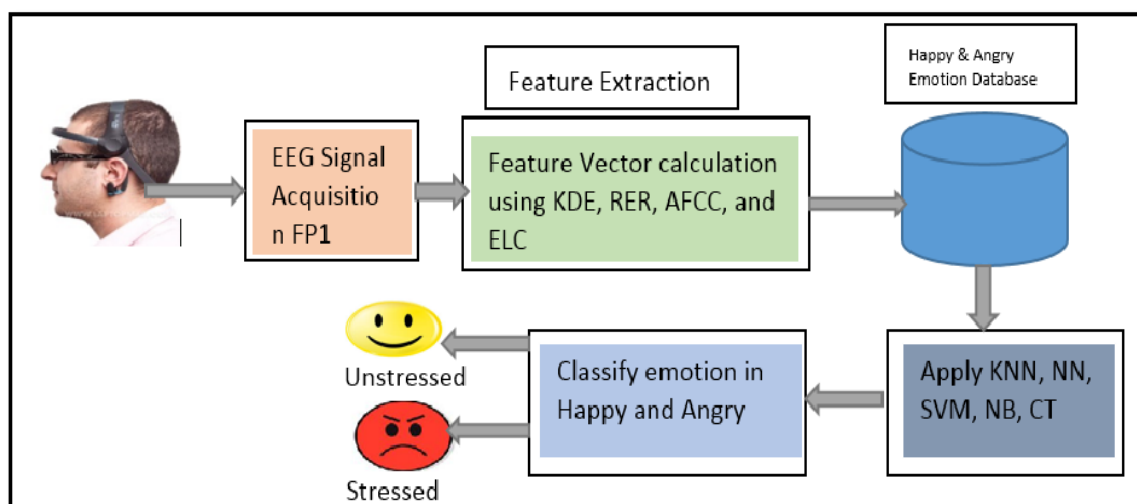 Happy & Angry
Emotion Database
Feature Extraction
EEG Signal
Acquisitio
n FP1
Feature Vector calculation
using KDE, RER, AFCC, and
ELC
Unstressed
Stressed
Classify emotion in
Happy and Angry
Apply KNN, NN,
SVM, NB, CT